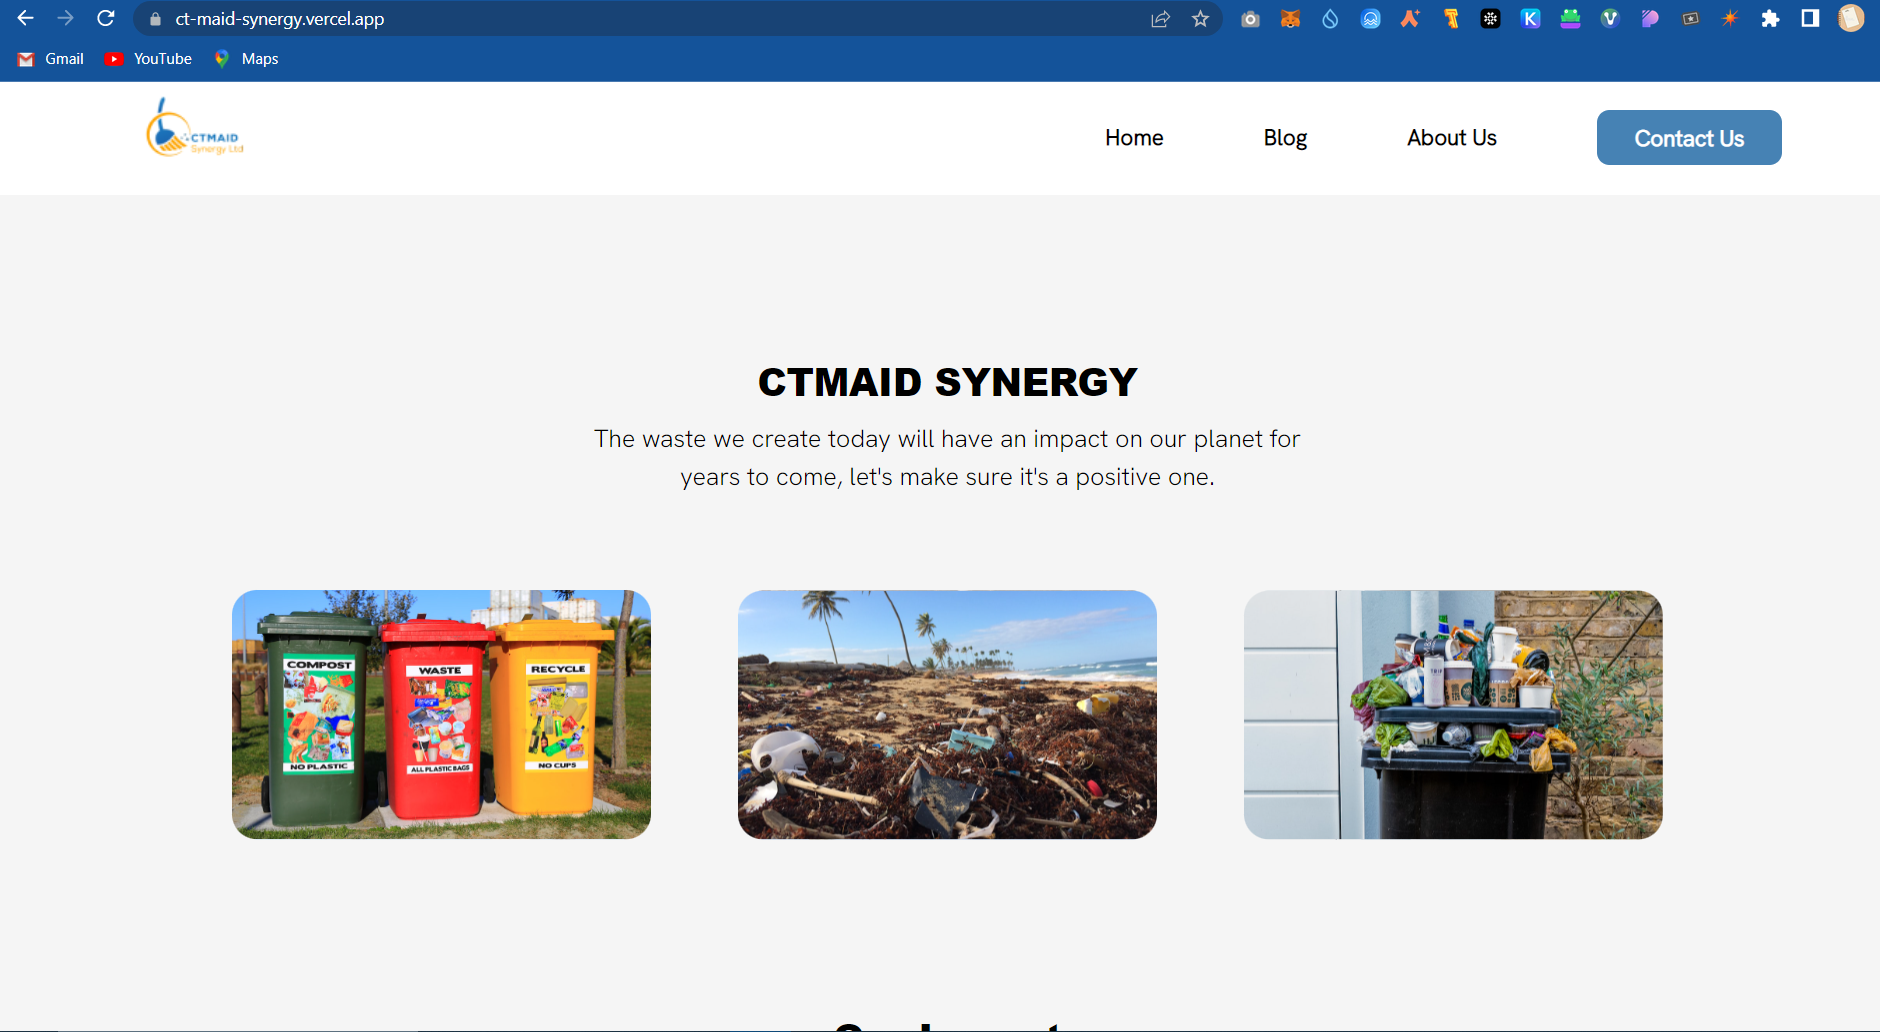 ct-maid-synergy.vercel.app
Gmail YouTube Maps
CTMAID
Synergy Ltd
Home Blog About Us Contact Us
CTMAID SYNERGY
The waste we create today will have an impact on our planet for
years to come, let's make sure it's a positive one.
COMPOST
NO PLASTIC
WASTE
ALL PLASTIC BAGS
RECYCLE
NO CUPS